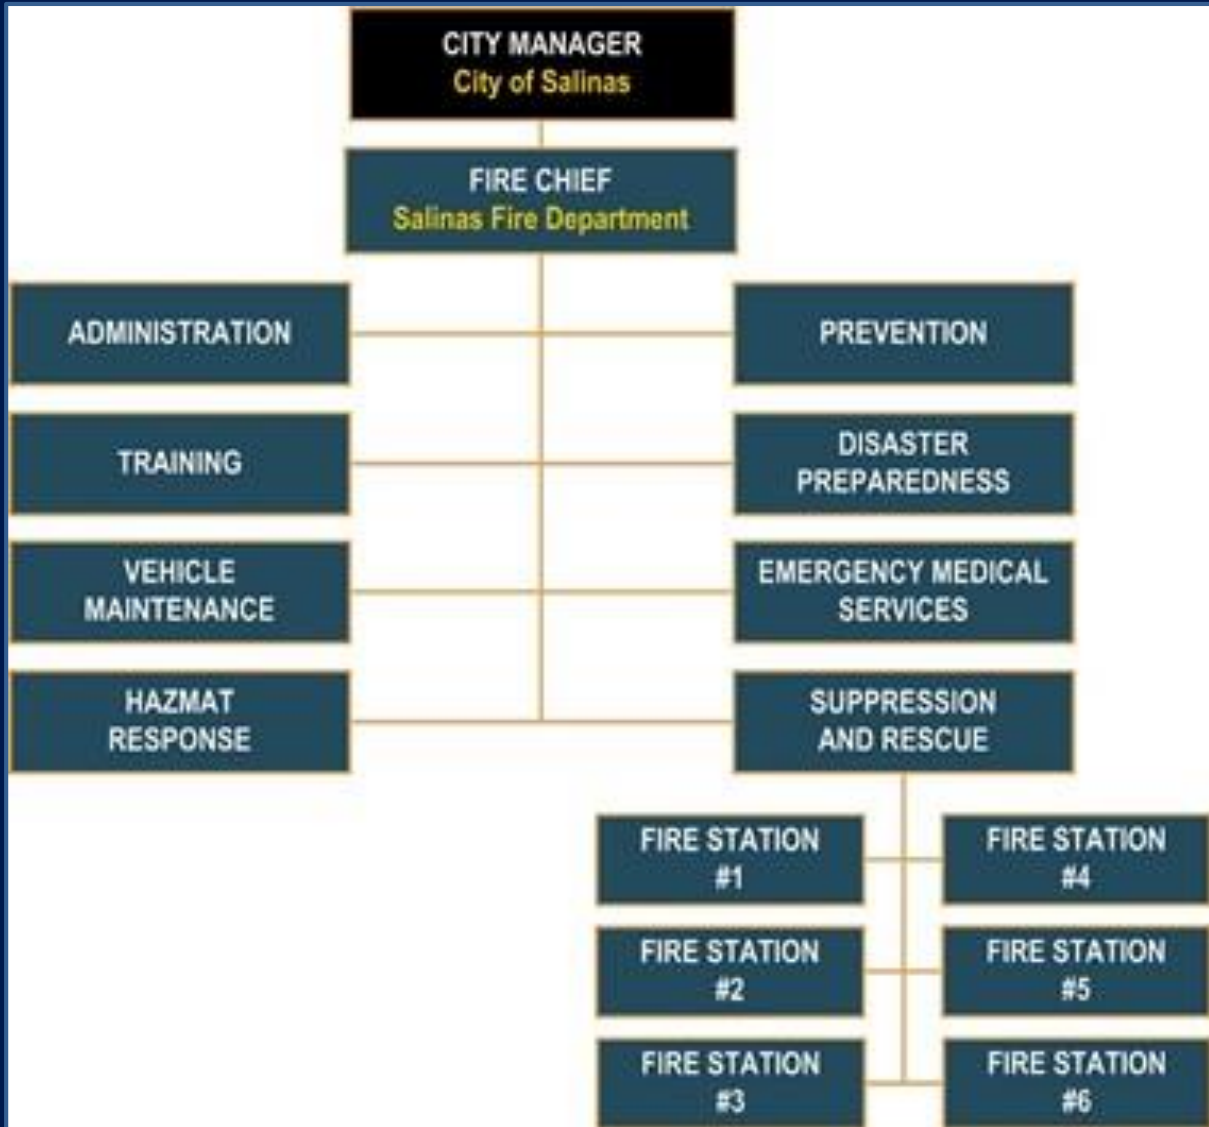 CITY MANAGER
City of Salinas
FIRE CHIEF
Salinas Fire Department
ADMINISTRATION
PREVENTION
TRAINING
DISASTER
PREPAREDNESS
VEHICLE
MAINTENANCE
EMERGENCY MEDICAL
SERVICES
HAZMAT
RESPONSE
SUPPRESSION
AND RESCUE
FIRE STATION
#1
FIRE STATION
#4
FIRE STATION
#2
FIRE STATION
#5
FIRE STATION
#3
FIRE STATION
#6